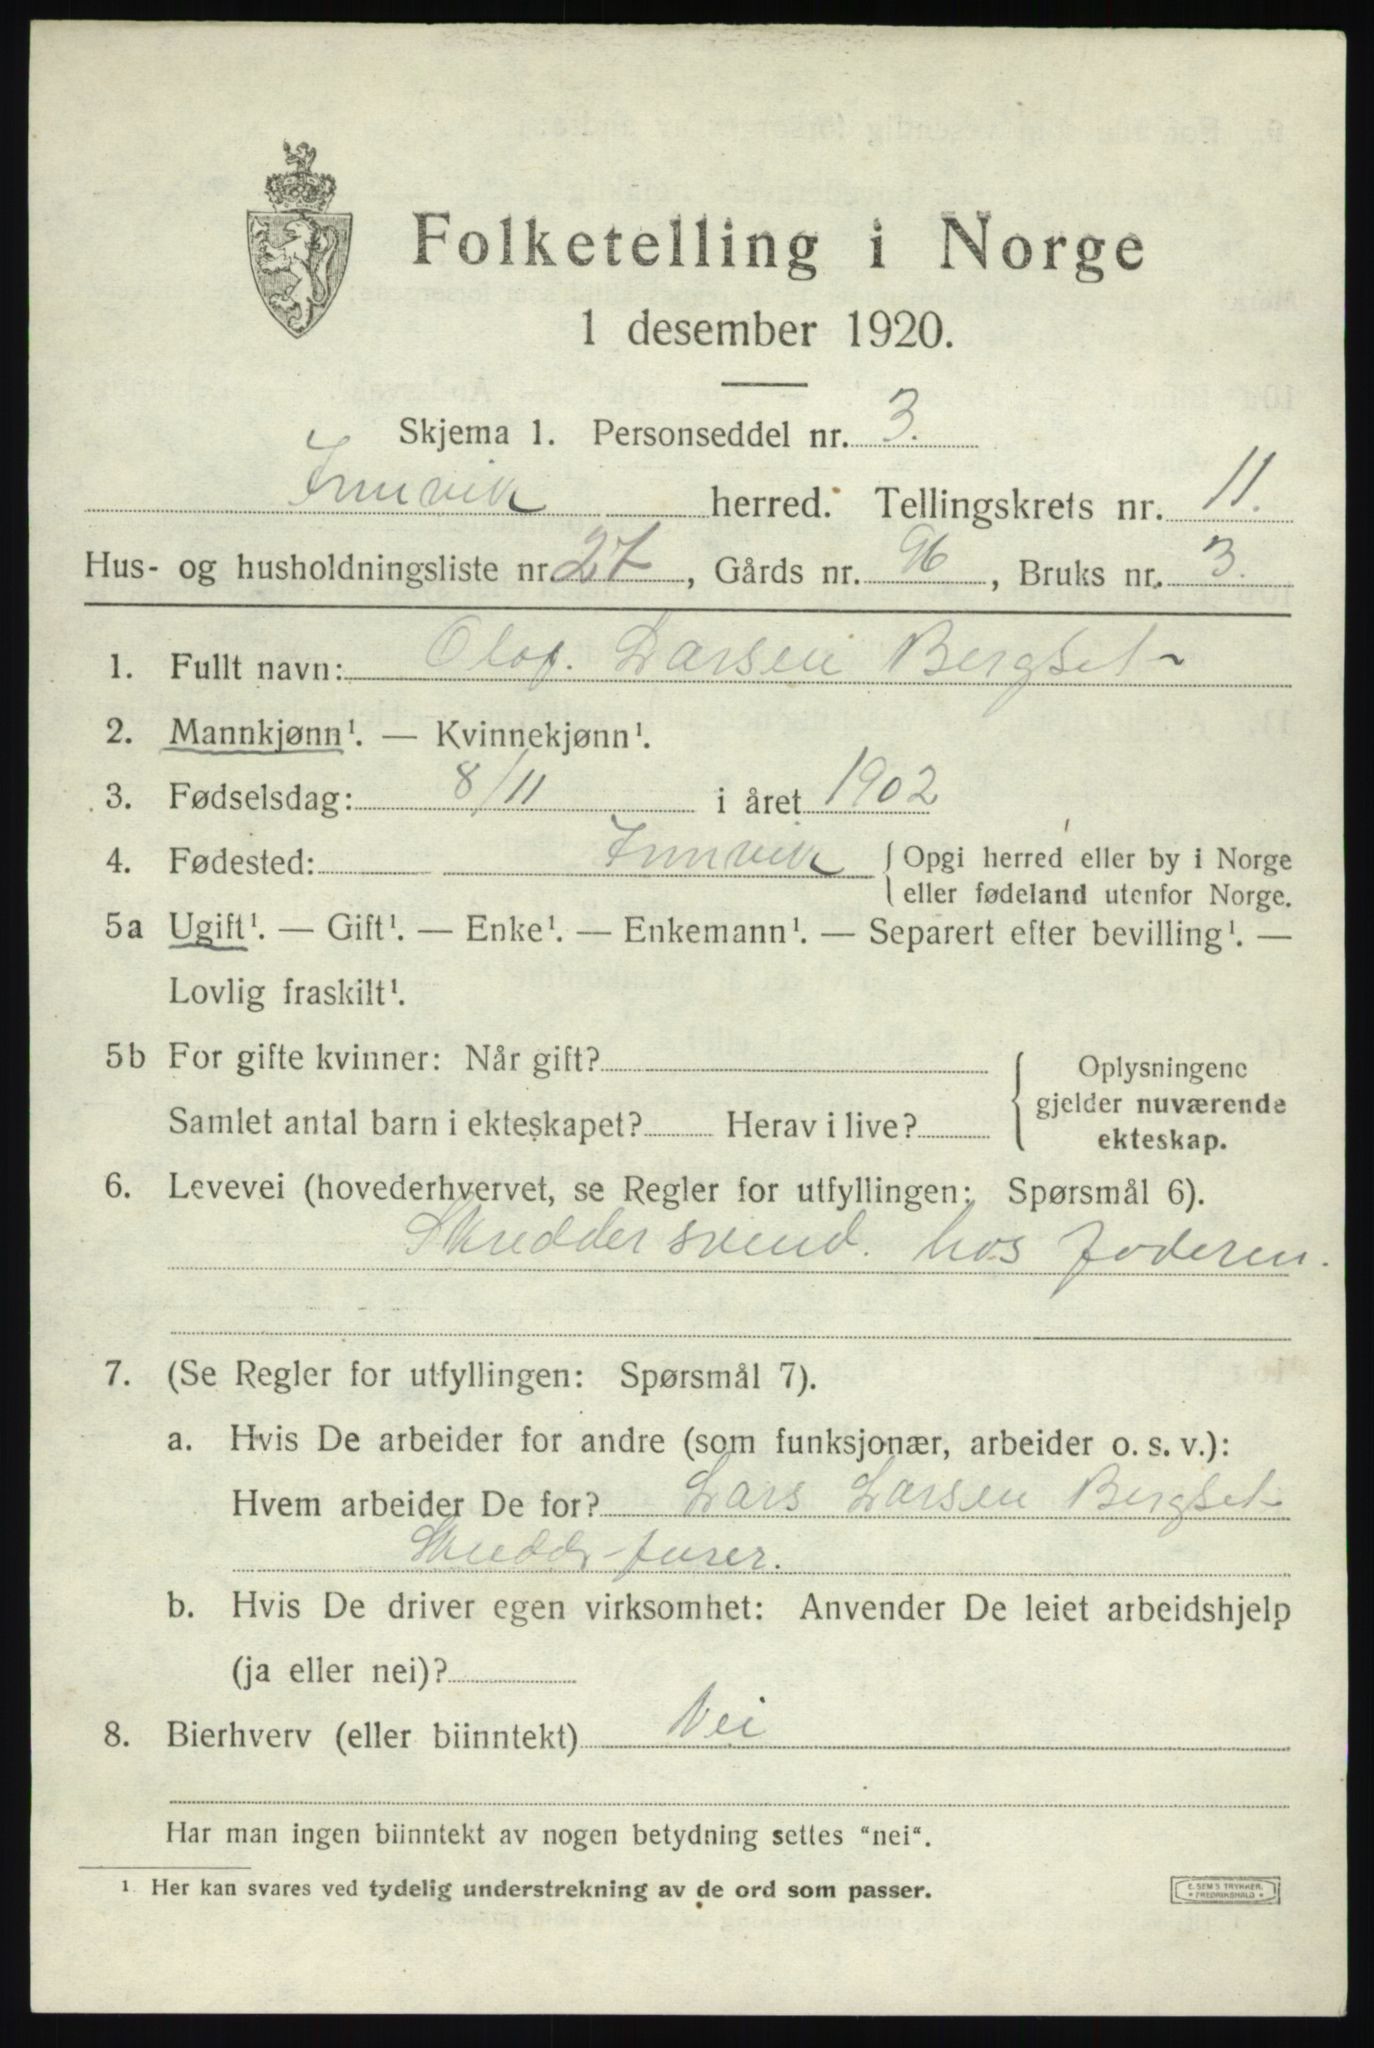 Folketelling i Norge
1 desember 1920.
Skjema 1. Personseddel nr. 3.
Innvik herred. Tellingskrets nr. 11.
Hus- og husholdningsliste nr. 27, Gårds nr. 96, Bruks nr. 3.
1. Fullt navn: Olaf. Larsen Bergset
2. Mannkjønn¹. — Kvinnekjønn¹.
3. Fødselsdag: 8/11 i året 1902
4. Fødested: Innvik { Opgi herred eller by i Norge
eller fødeland utenfor Norge.
5a Ugift¹. — Gift¹. — Enke¹. — Enkemann¹. — Separert efter bevilling¹. —
Lovlig fraskilt¹.
5b For gifte kvinner: Når gift?
Samlet antal barn i ekteskapet? Herav i live?
{ Oplysningene
gjelder nuværende
ekteskap.
6. Levevei (hovederhvervet, se Regler for utfyllingen: Spørsmål 6).
Skreddersvend. hos faderen.
7. (Se Regler for utfyllingen: Spørsmål 7).
a. Hvis De arbeider for andre (som funksjonær, arbeider o. s. v.):
Hvem arbeider De for? Lars Larsen Bergset
b. Hvis De driver egen virksomhet: Anvender De leiet arbeidshjelp
(ja eller nei)?
8. Bierhverv (eller biinntekt) Nei
Har man ingen biinntekt av nogen betydning settes "nei".
¹ Her kan svares ved tydelig understrekning av de ord som passer.
E. SEM'S TRYKKER.
FREDRIKSHALD